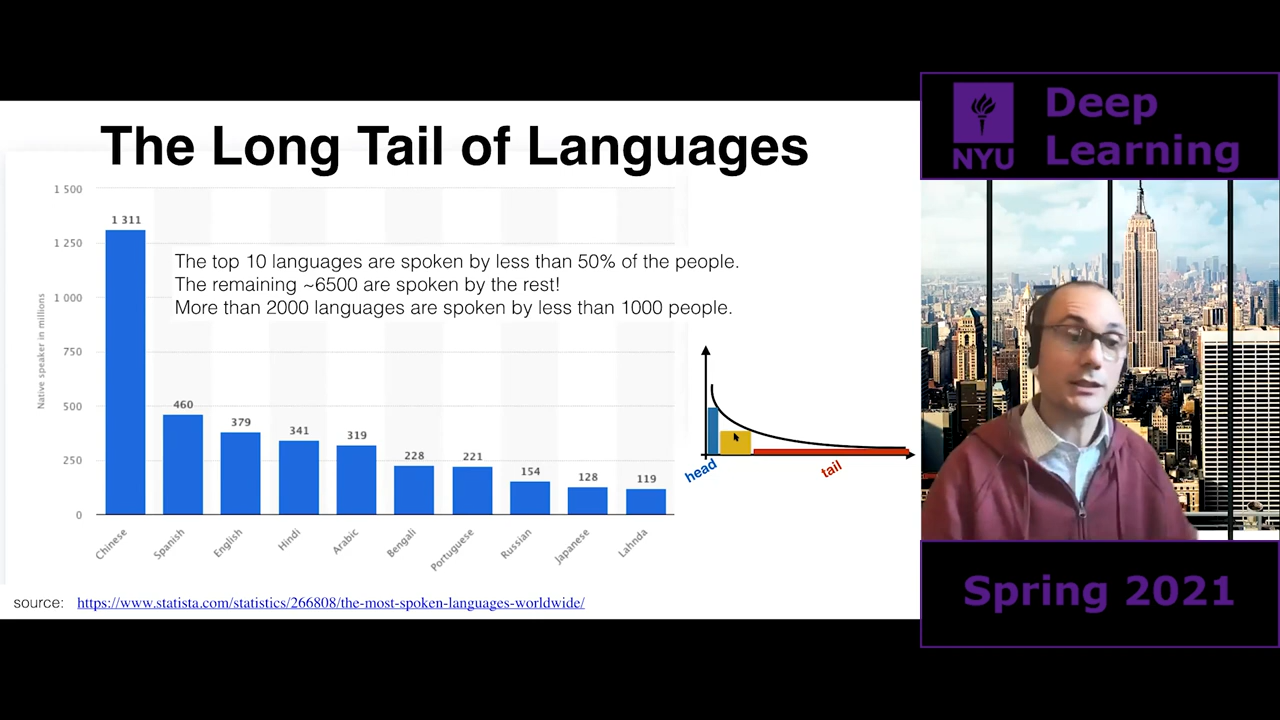 The Long Tail of Languages
1 500
1 250
1 000
750
500
250
0
Native speaker in millions
1 311
460
379
341
319
228
221
154
128
119
Chinese
Spanish
English
Hindi
Arabic
Bengali
Portuguese
Russian
Japanese
Lahnda
The top 10 languages are spoken by less than 50% of the people.
The remaining ~6500 are spoken by the rest!
More than 2000 languages are spoken by less than 1000 people.
head
tail
source: https://www.statista.com/statistics/266808/the-most-spoken-languages-worldwide/
NYU
Deep
Learning
Spring 2021